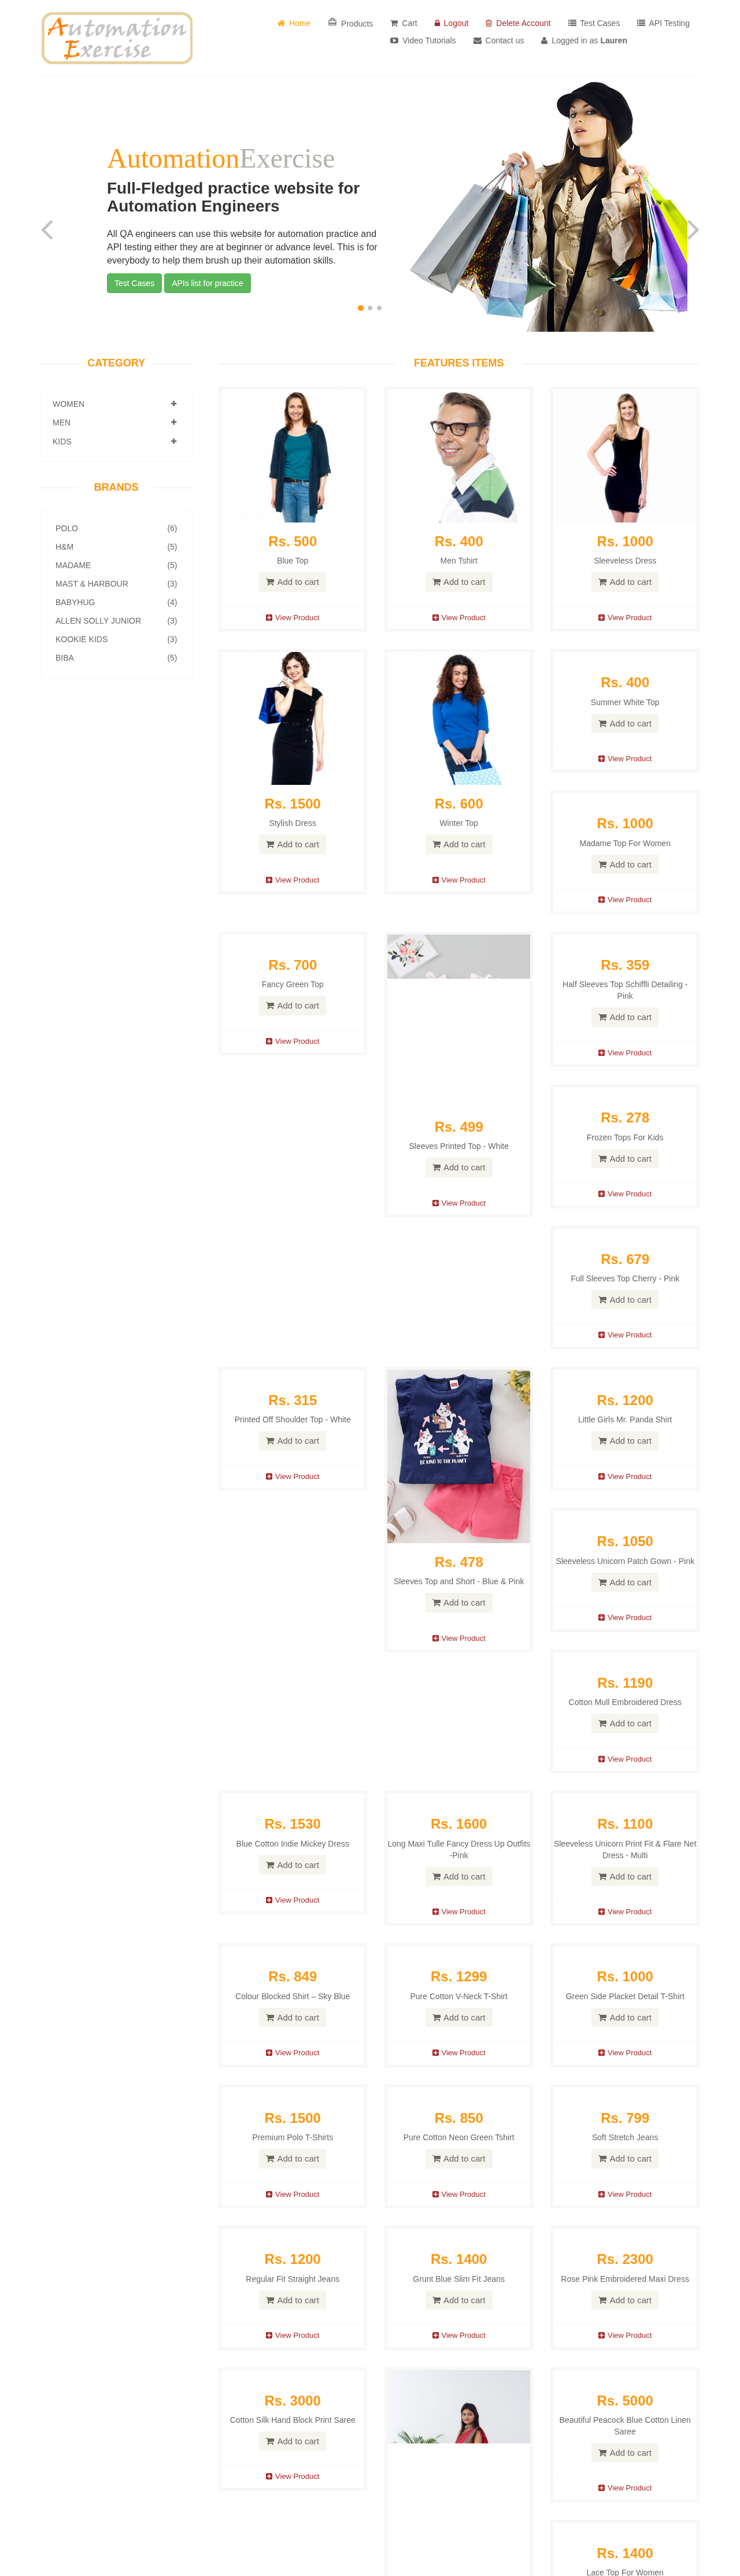 Automation
Exercise
Home
Products
Cart
Logout
Delete Account
Test Cases
API Testing
Video Tutorials
Contact us
Logged in as Lauren
AutomationExercise
Full-Fledged practice website for
Automation Engineers
All QA engineers can use this website for automation practice and
API testing either they are at beginner or advance level. This is for
everybody to help them brush up their automation skills.
Test Cases
APIs list for practice
CATEGORY
WOMEN
MEN
KIDS
BRANDS
POLO (6)
H&M (5)
MADAME (5)
MAST & HARBOUR (3)
BABYHUG (4)
ALLEN SOLLY JUNIOR (3)
KOOKIE KIDS (3)
BIBA (5)
FEATURES ITEMS
Rs. 500
Blue Top
Add to cart
View Product
Rs. 400
Men Tshirt
Add to cart
View Product
Rs. 1000
Sleeveless Dress
Add to cart
View Product
Rs. 1500
Stylish Dress
Add to cart
View Product
Rs. 600
Winter Top
Add to cart
View Product
Rs. 400
Summer White Top
Add to cart
View Product
Rs. 1000
Madame Top For Women
Add to cart
View Product
Rs. 700
Fancy Green Top
Add to cart
View Product
Rs. 499
Sleeves Printed Top - White
Add to cart
View Product
Rs. 359
Half Sleeves Top Schiffli Detailing -
Pink
Add to cart
View Product
Rs. 278
Frozen Tops For Kids
Add to cart
View Product
Rs. 679
Full Sleeves Top Cherry - Pink
Add to cart
View Product
Rs. 315
Printed Off Shoulder Top - White
Add to cart
View Product
BE KIND TO THE PLANET
Rs. 478
Sleeves Top and Short - Blue & Pink
Add to cart
View Product
Rs. 1200
Little Girls Mr. Panda Shirt
Add to cart
View Product
Rs. 1050
Sleeveless Unicorn Patch Gown - Pink
Add to cart
View Product
Rs. 1190
Cotton Mull Embroidered Dress
Add to cart
View Product
Rs. 1530
Blue Cotton Indie Mickey Dress
Add to cart
View Product
Rs. 1600
Long Maxi Tulle Fancy Dress Up Outfits
-Pink
Add to cart
View Product
Rs. 1100
Sleeveless Unicorn Print Fit & Flare Net
Dress - Multi
Add to cart
View Product
Rs. 849
Colour Blocked Shirt – Sky Blue
Add to cart
View Product
Rs. 1299
Pure Cotton V-Neck T-Shirt
Add to cart
View Product
Rs. 1000
Green Side Placket Detail T-Shirt
Add to cart
View Product
Rs. 1500
Premium Polo T-Shirts
Add to cart
View Product
Rs. 850
Pure Cotton Neon Green Tshirt
Add to cart
View Product
Rs. 799
Soft Stretch Jeans
Add to cart
View Product
Rs. 1200
Regular Fit Straight Jeans
Add to cart
View Product
Rs. 1400
Grunt Blue Slim Fit Jeans
Add to cart
View Product
Rs. 2300
Rose Pink Embroidered Maxi Dress
Add to cart
View Product
Rs. 3000
Cotton Silk Hand Block Print Saree
Add to cart
View Product
Rs. 5000
Beautiful Peacock Blue Cotton Linen
Saree
Add to cart
View Product
Rs. 1400
Lace Top For Women